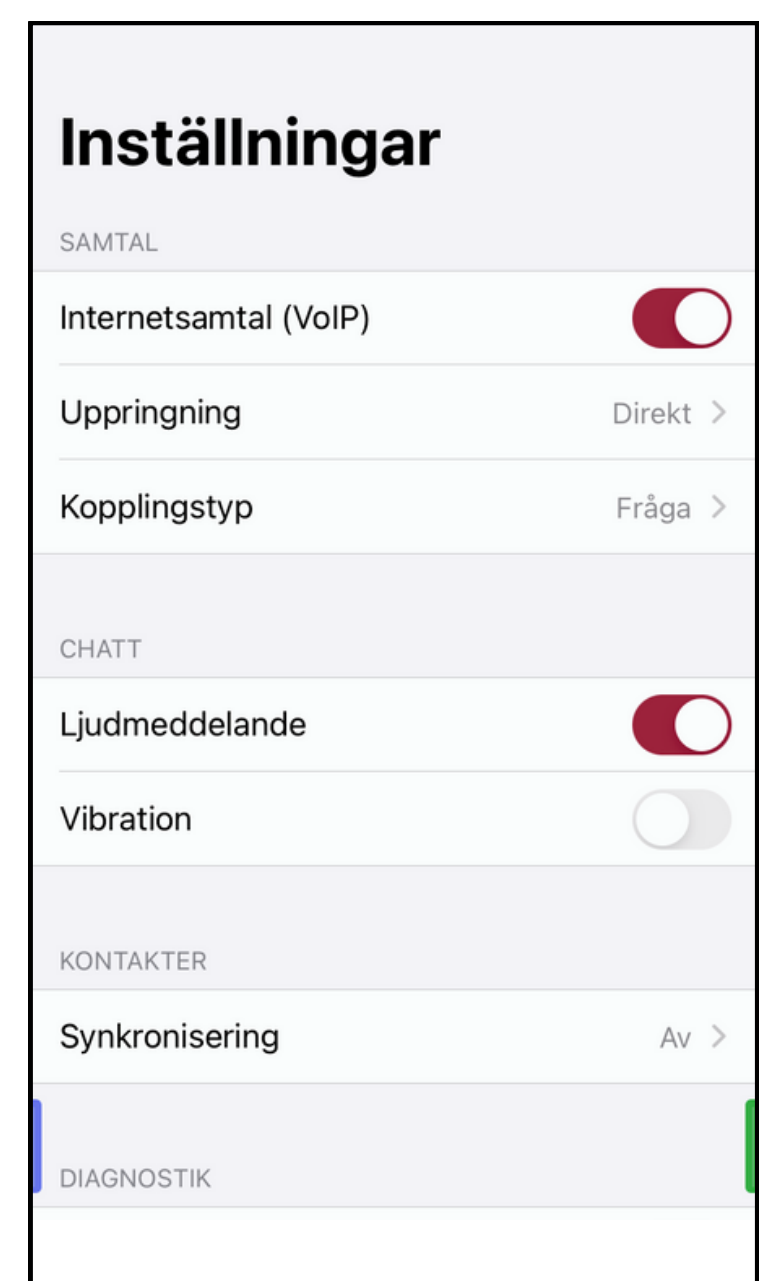 Inställningar
SAMTAL
Internetsamtal (VoIP)
Uppringning Direkt
Kopplingstyp Fråga
CHATT
Ljudmeddelande
Vibration
KONTAKTER
Synkronisering Av
DIAGNOSTIK